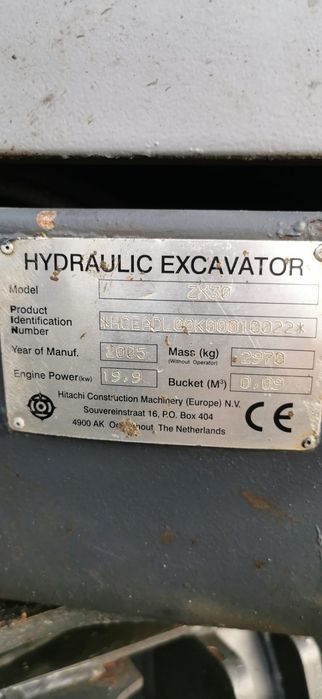 HYDRAULIC EXCAVATOR
Model ZX30
Product
Identification
Number
Year of Manuf. 2005 Mass (kg) 2970
(Without Operator)
Engine Power(kw) 19,9 Bucket (M³) 0.09
Hitachi Construction Machinery (Europe) N.V.
Souvereinstraat 16, P.O. Box 404
4900 AK The Netherlands
CE